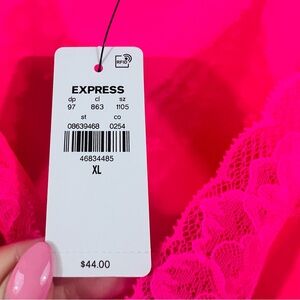 RFID
EXPRESS
dp cl sz
97 863 1105
st co
08639468 0254
46834485
XL
$44.00